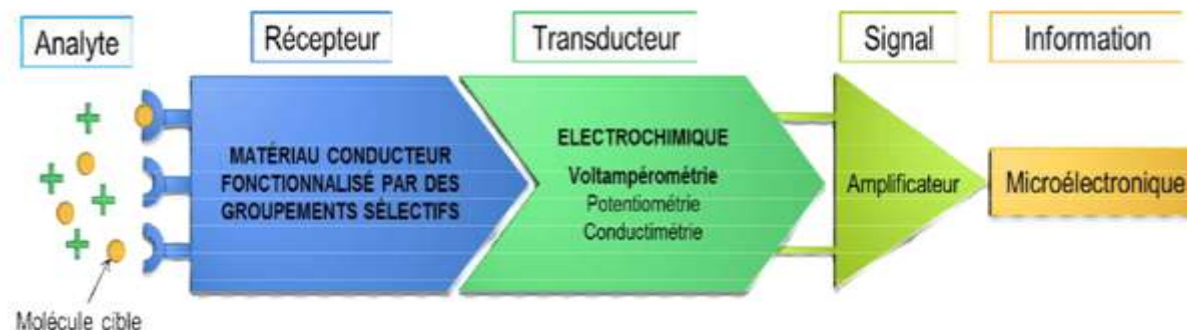 Analyte
Récepteur
Transducteur
Signal
Information
MATÉRIAU CONDUCTEUR
FONCTIONNALISÉ PAR DES
GROUPEMENTS SÉLECTIFS
ELECTROCHIMIQUE
Voltampérométrie
Potentiométrie
Conductimétrie
Amplificateur
Microélectronique
Molécule cible